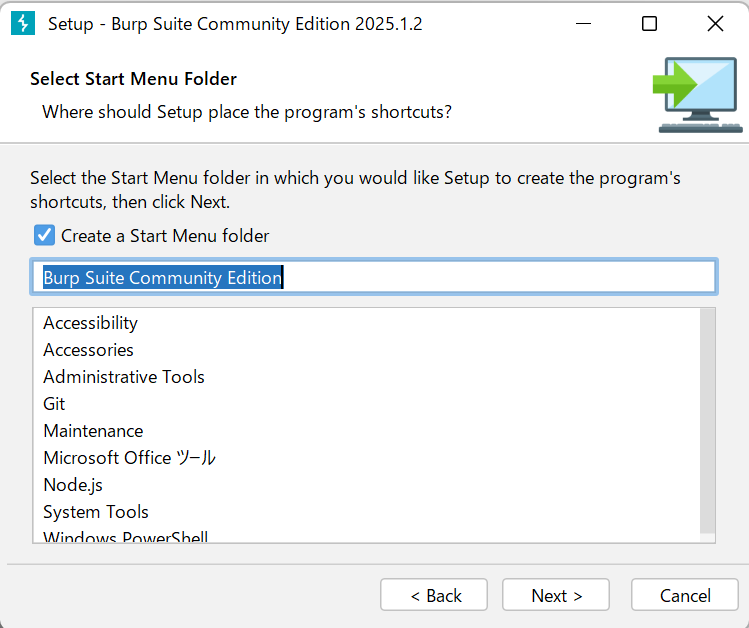 Setup - Burp Suite Community Edition 2025.1.2
Select Start Menu Folder
Where should Setup place the program's shortcuts?
Select the Start Menu folder in which you would like Setup to create the program's
shortcuts, then click Next.
Create a Start Menu folder
Burp Suite Community Edition
Accessibility
Accessories
Administrative Tools
Git
Maintenance
Microsoft Office ツール
Node.js
System Tools
Windows PowerShell
< Back
Next >
Cancel